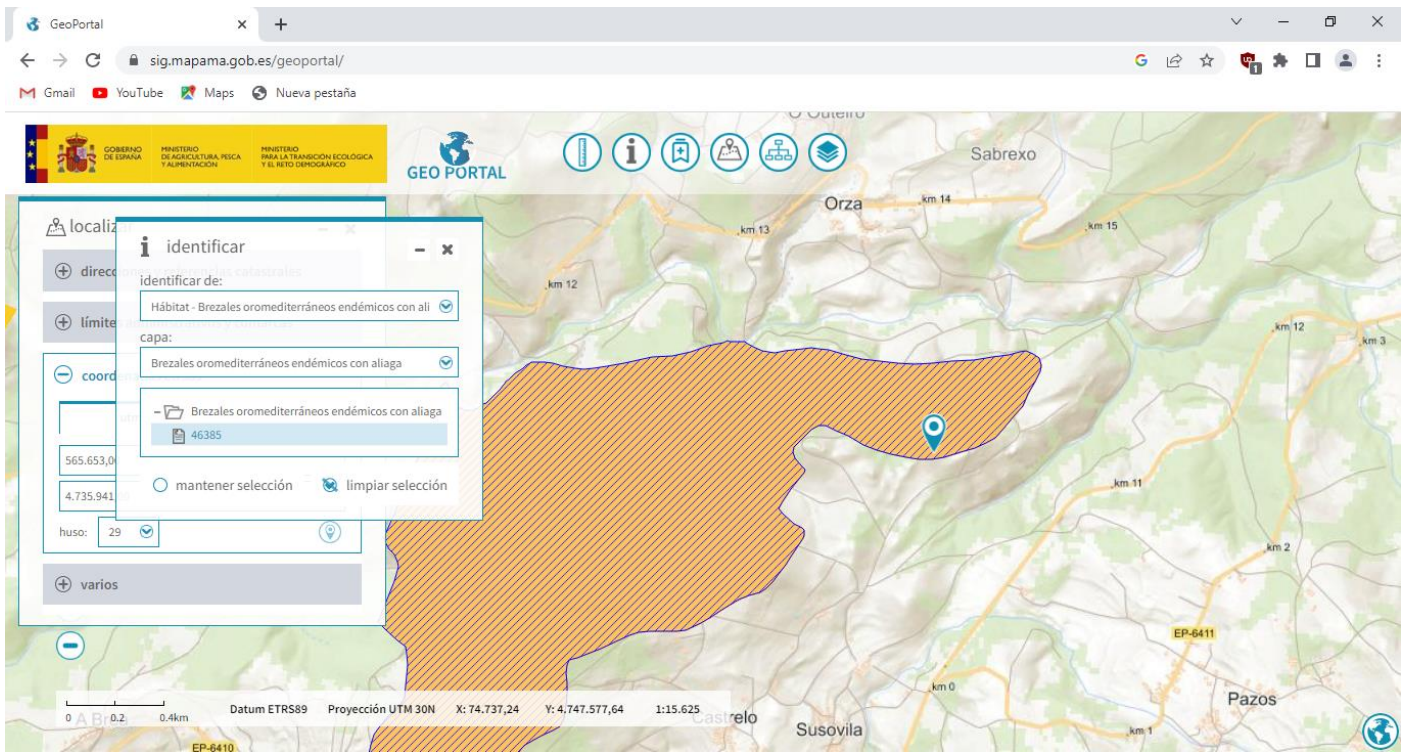 GeoPortal
sig.mapama.gob.es/geoportal/
Gmail YouTube Maps Nueva pestaña
GOBIERNO DE ESPAÑA
MINISTERIO DE AGRICULTURA, PESCA Y ALIMENTACIÓN
MINISTERIO PARA LA TRANSICIÓN ECOLÓGICA Y EL RETO DEMOGRÁFICO
GEO PORTAL
O Outeiro
Sabrexo
Orza
km 14
km 13
km 15
km 12
km 12
km 3
identificar
identificar de:
Hábitat - Brezales oromediterráneos endémicos con ali
capa:
Brezales oromediterráneos endémicos con aliaga
Brezales oromediterráneos endémicos con aliaga
46385
mantener selección
limpiar selección
565.653,0
4.735.941
huso: 29
varios
km 11
km 2
EP-6411
km 0
Pazos
km 1
Susovila
EP-6410
0 0.2 0.4km
Datum ETRS89 Proyección UTM 30N X: 74.737,24 Y: 4.747.577,64 1:15.625